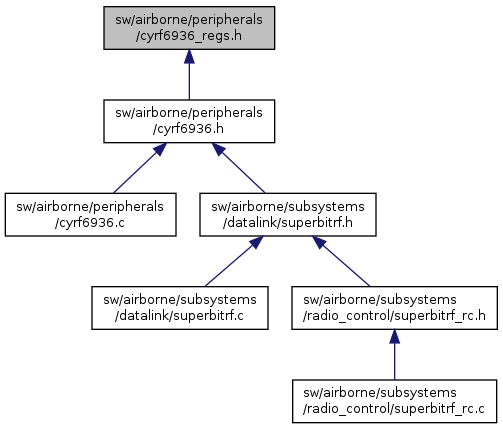 sw/airborne/peripherals
/cyrf6936_regs.h
sw/airborne/peripherals
/cyrf6936.h
sw/airborne/peripherals
/cyrf6936.c
sw/airborne/subsystems
/datalink/superbitrf.h
sw/airborne/subsystems
/datalink/superbitrf.c
sw/airborne/subsystems
/radio_control/superbitrf_rc.h
sw/airborne/subsystems
/radio_control/superbitrf_rc.c